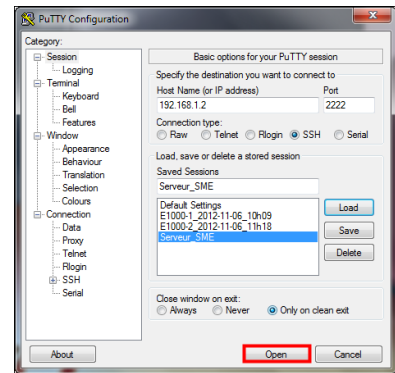 PuTTY Configuration
Category:
Session
Logging
Terminal
Keyboard
Bell
Features
Window
Appearance
Behaviour
Translation
Selection
Colours
Connection
Data
Proxy
Telnet
Rlogin
SSH
Serial
Basic options for your PuTTY session
Specify the destination you want to connect to
Host Name (or IP address) Port
192.168.1.2 2222
Connection type:
Raw Telnet Rlogin SSH Serial
Load, save or delete a stored session
Saved Sessions
Serveur_SME
Default Settings
E1000-1_2012-11-06_10h09
E1000-2_2012-11-06_11h18
Serveur_SME
Load
Save
Delete
Close window on exit:
Always Never Only on clean exit
About Open Cancel